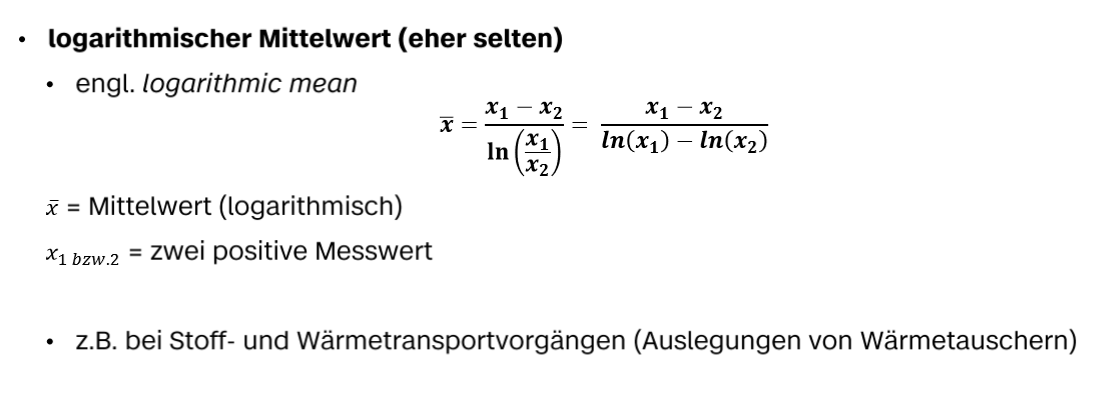 • logarithmischer Mittelwert (eher selten)
• engl. logarithmic mean
x̄ = (x₁ − x₂) / ln(x₁/x₂) = (x₁ − x₂) / (ln(x₁) − ln(x₂))
x̄ = Mittelwert (logarithmisch)
x₁ bzw.₂ = zwei positive Messwert
• z.B. bei Stoff- und Wärmetransportvorgängen (Auslegungen von Wärmetauschern)